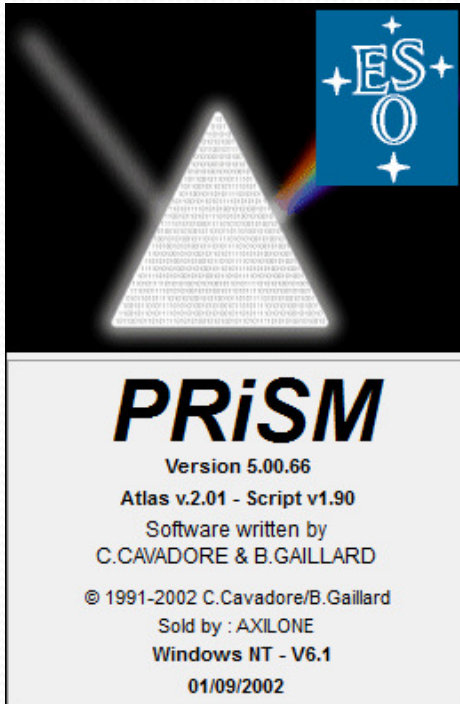 ESO
PRiSM
Version 5.00.66
Atlas v.2.01 - Script v1.90
Software written by
C.CAVADORE & B.GAILLARD
© 1991-2002 C.Cavadore/B.Gaillard
Sold by : AXILONE
Windows NT - V6.1
01/09/2002